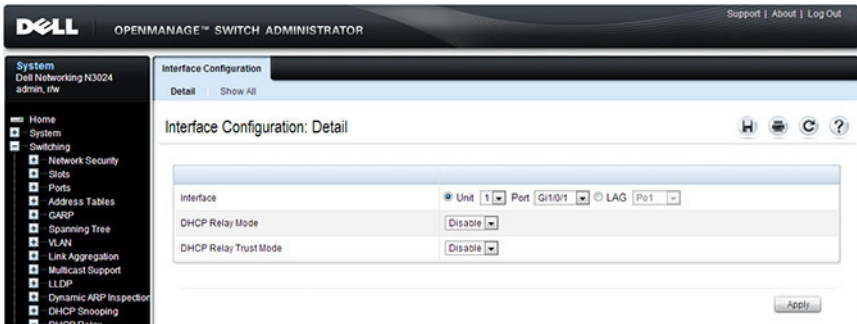 Support | About | Log Out
DELL OPENMANAGE™ SWITCH ADMINISTRATOR
System
Dell Networking N3024
admin, r/w
Home
System
Switching
Network Security
Slots
Ports
Address Tables
GARP
Spanning Tree
VLAN
Link Aggregation
Multicast Support
LLDP
Dynamic ARP Inspection
DHCP Snooping
DHCP Relay
Interface Configuration
Detail Show All
Interface Configuration: Detail
Interface Unit 1 Port Gi1/0/1 LAG Po1
DHCP Relay Mode Disable
DHCP Relay Trust Mode Disable
Apply